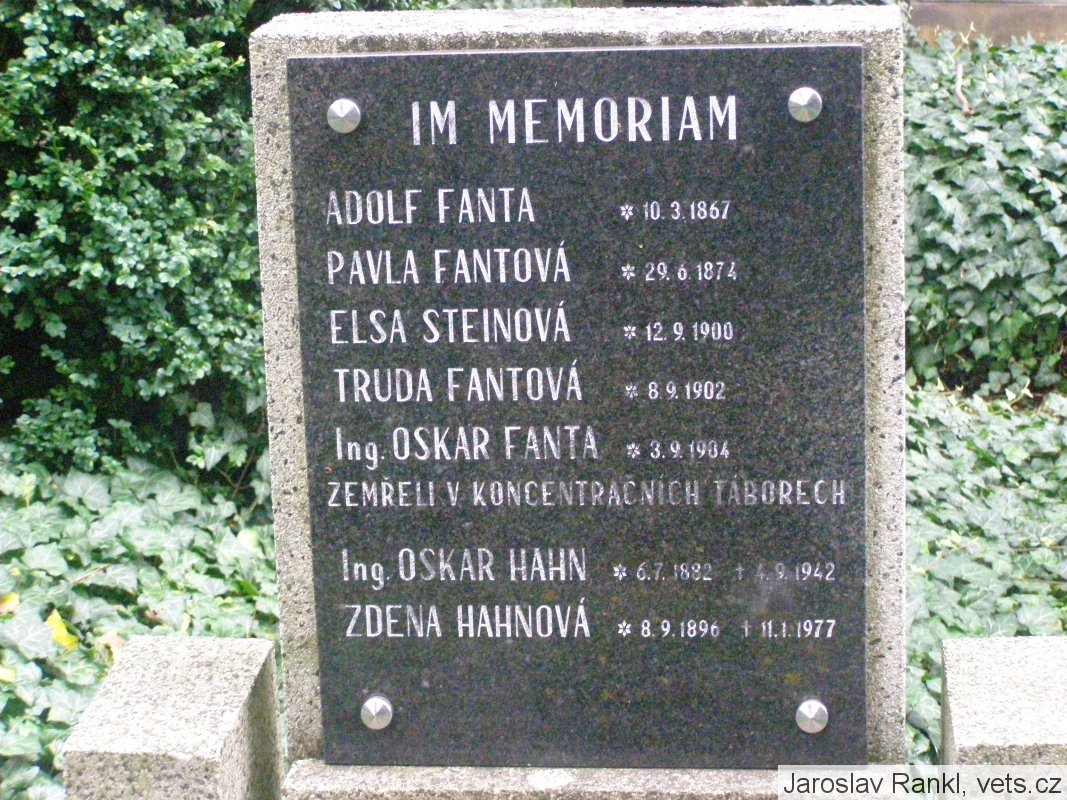 IM MEMORIAM
ADOLF FANTA * 10. 3. 1867
PAVLA FANTOVÁ * 29. 6. 1874
ELSA STEINOVÁ * 12. 9. 1900
TRUDA FANTOVÁ * 8. 9. 1902
Ing. OSKAR FANTA * 3. 9. 1904
ZEMŘELI V KONCENTRAČNÍCH TÁBORECH
Ing. OSKAR HAHN * 6. 7. 1882 † 4. 9. 1942
ZDENA HAHNOVÁ * 8. 9. 1896 † 11. 1. 1977
Jaroslav Rankl, vets.cz